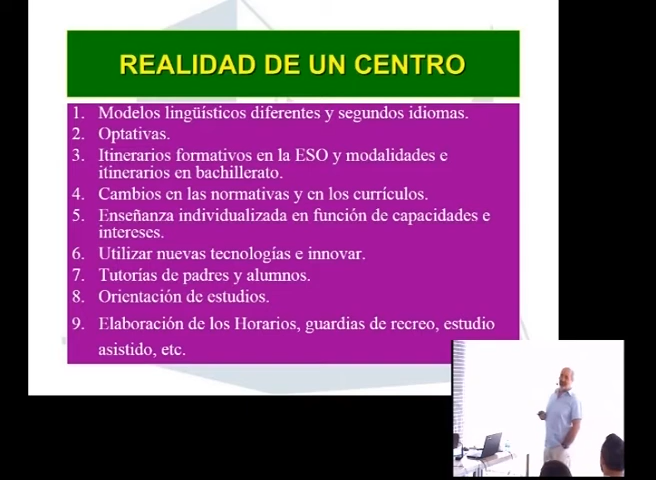 REALIDAD DE UN CENTRO
1. Modelos lingüísticos diferentes y segundos idiomas.
2. Optativas.
3. Itinerarios formativos en la ESO y modalidades e
itinerarios en bachillerato.
4. Cambios en las normativas y en los currículos.
5. Enseñanza individualizada en función de capacidades e
intereses.
6. Utilizar nuevas tecnologías e innovar.
7. Tutorías de padres y alumnos.
8. Orientación de estudios.
9. Elaboración de los Horarios, guardias de recreo, estudio
asistido, etc.